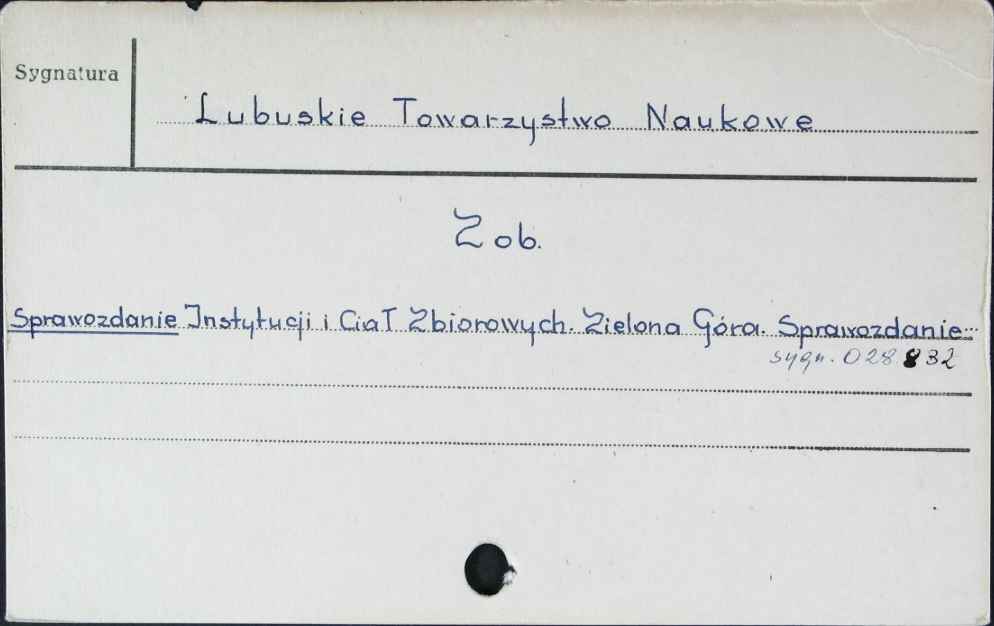 Sygnatura
Lubuskie Towarzystwo Naukowe
Zob.
Sprawozdanie Instytucji i Ciał Zbiorowych. Zielona Góra. Sprawozdanie...
sygn. 028832